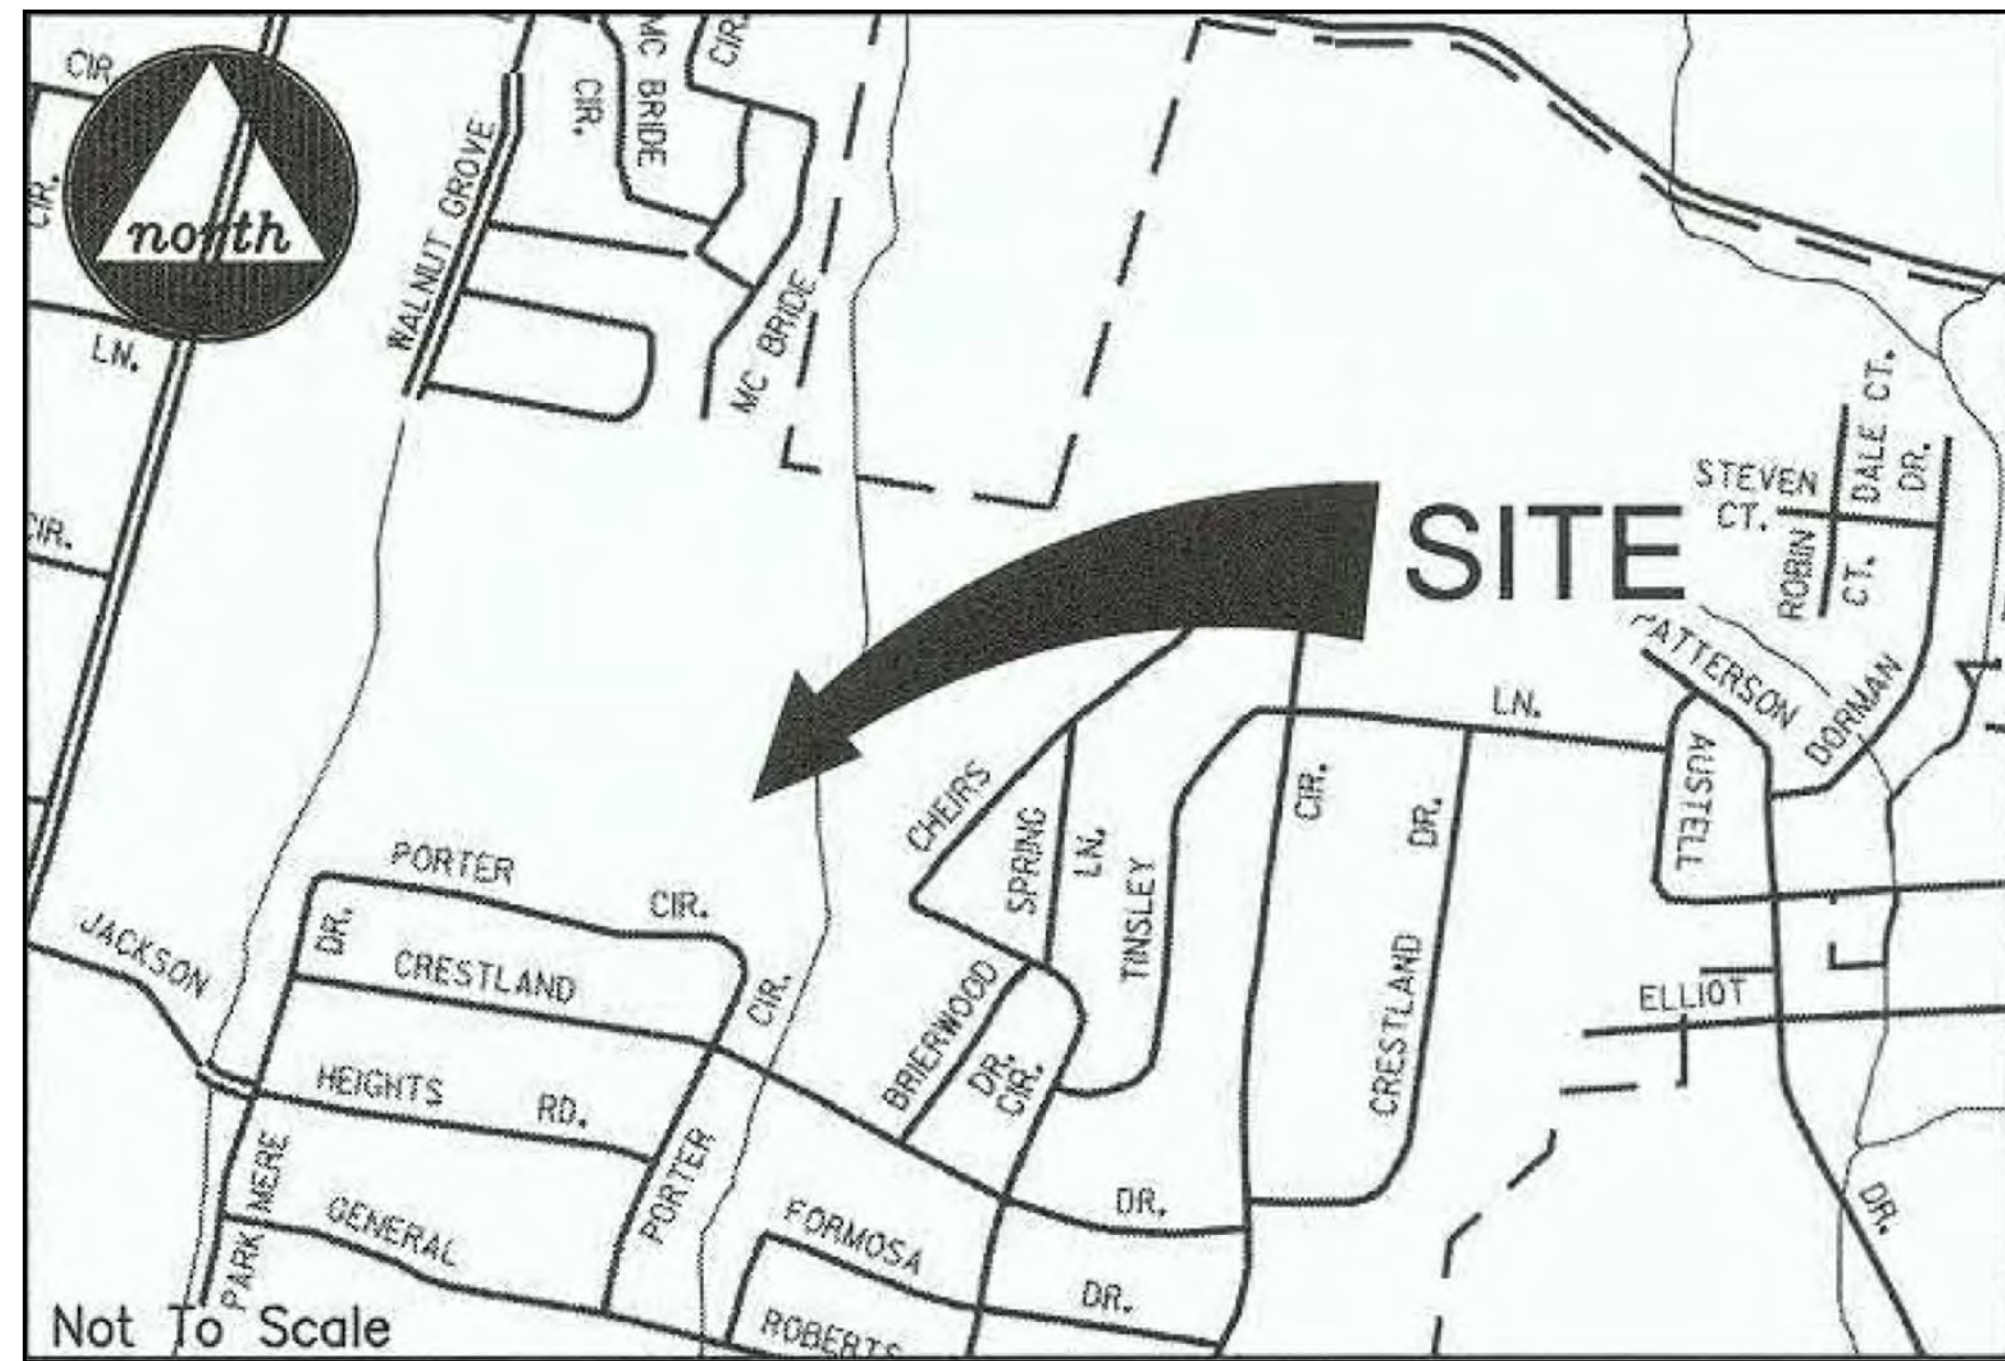 CIR
CIR.
north
WALNUT GROVE
CIR.
MC BRIDE
CIR.
MC BRIDE
LN.
CIR.
SITE
STEVEN
CT.
DALE CT.
DR.
ROBIN
CT.
PATTERSON
DORMAN
AUSTELL
LN.
CHEIRS
SPRING
LN.
TINSLEY
CIR.
DR.
CRESTLAND
PORTER
CIR.
DR.
CRESTLAND
CIR.
JACKSON
HEIGHTS
RD.
BRIERWOOD
DR.
CIR.
ELLIOT
PARK MERE
GENERAL
PORTER
FORMOSA
DR.
DR.
DR.
ROBERTS
Not To Scale